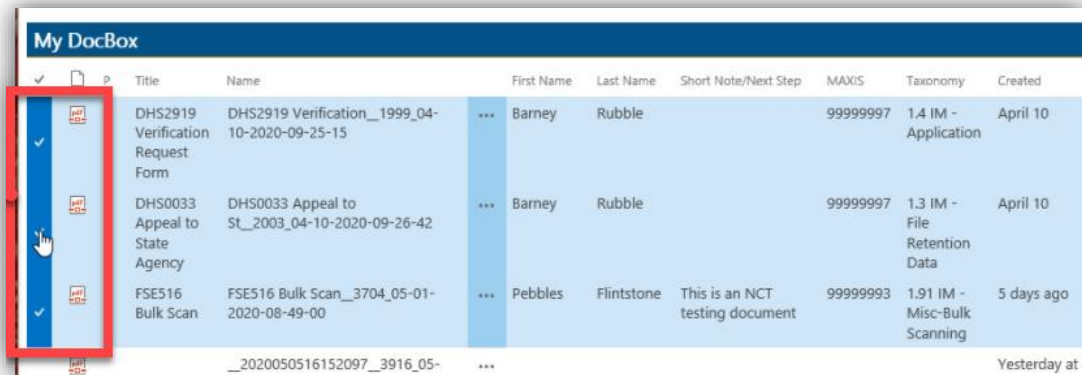 My DocBox
P. Title Name First Name Last Name Short Note/Next Step MAXIS Taxonomy Created
DHS2919 DHS2919 Verification__1999_04- ... Barney Rubble 99999997 1.4 IM - April 10
Verification 10-2020-09-25-15 Application
Request
Form
DHS0033 DHS0033 Appeal to ... Barney Rubble 99999997 1.3 IM - April 10
Appeal to St__2003_04-10-2020-09-26-42 File
State Retention
Agency Data
FSE516 FSE516 Bulk Scan__3704_05-01- ... Pebbles Flintstone This is an NCT 99999993 1.91 IM - 5 days ago
Bulk Scan 2020-08-49-00 testing document Misc-Bulk
Scanning
__2020050516152097__3916_05- ... Yesterday at